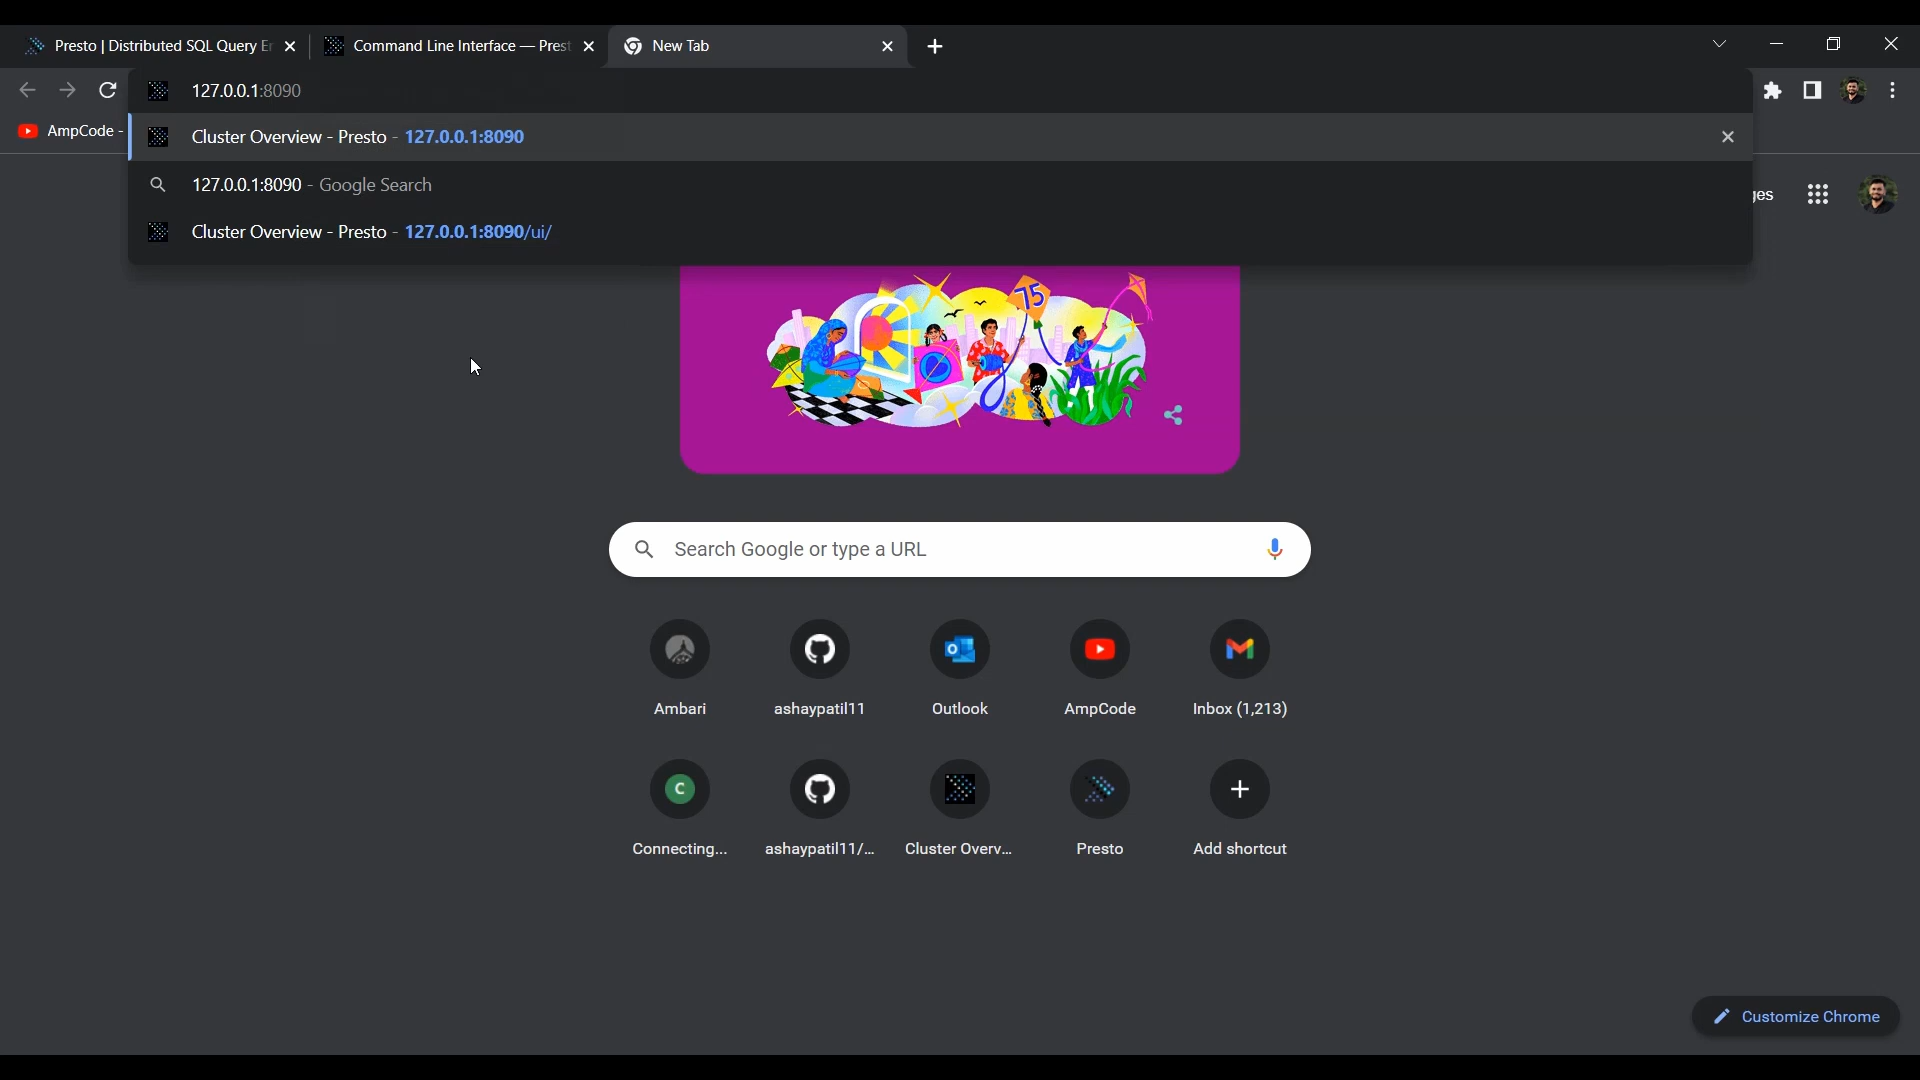 Presto | Distributed SQL Query Er
Command Line Interface — Prest
New Tab
127.0.0.1:8090
AmpCode -
Cluster Overview - Presto - 127.0.0.1:8090
127.0.0.1:8090 - Google Search
Cluster Overview - Presto - 127.0.0.1:8090/ui/
ges
75
Search Google or type a URL
Ambari
ashaypatil11
Outlook
AmpCode
Inbox (1,213)
C
Connecting...
ashaypatil11/...
Cluster Overv...
Presto
Add shortcut
Customize Chrome